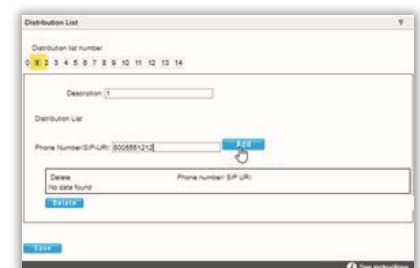 Distribution List
Distribution list number
0 1 2 3 4 5 6 7 8 9 10 11 12 13 14
Description 1
Distribution List
Phone Number/SIP-URI: 8005551212 Add
Delete Phone number/ SIP URI
No data found
Delete
Save
See instructions